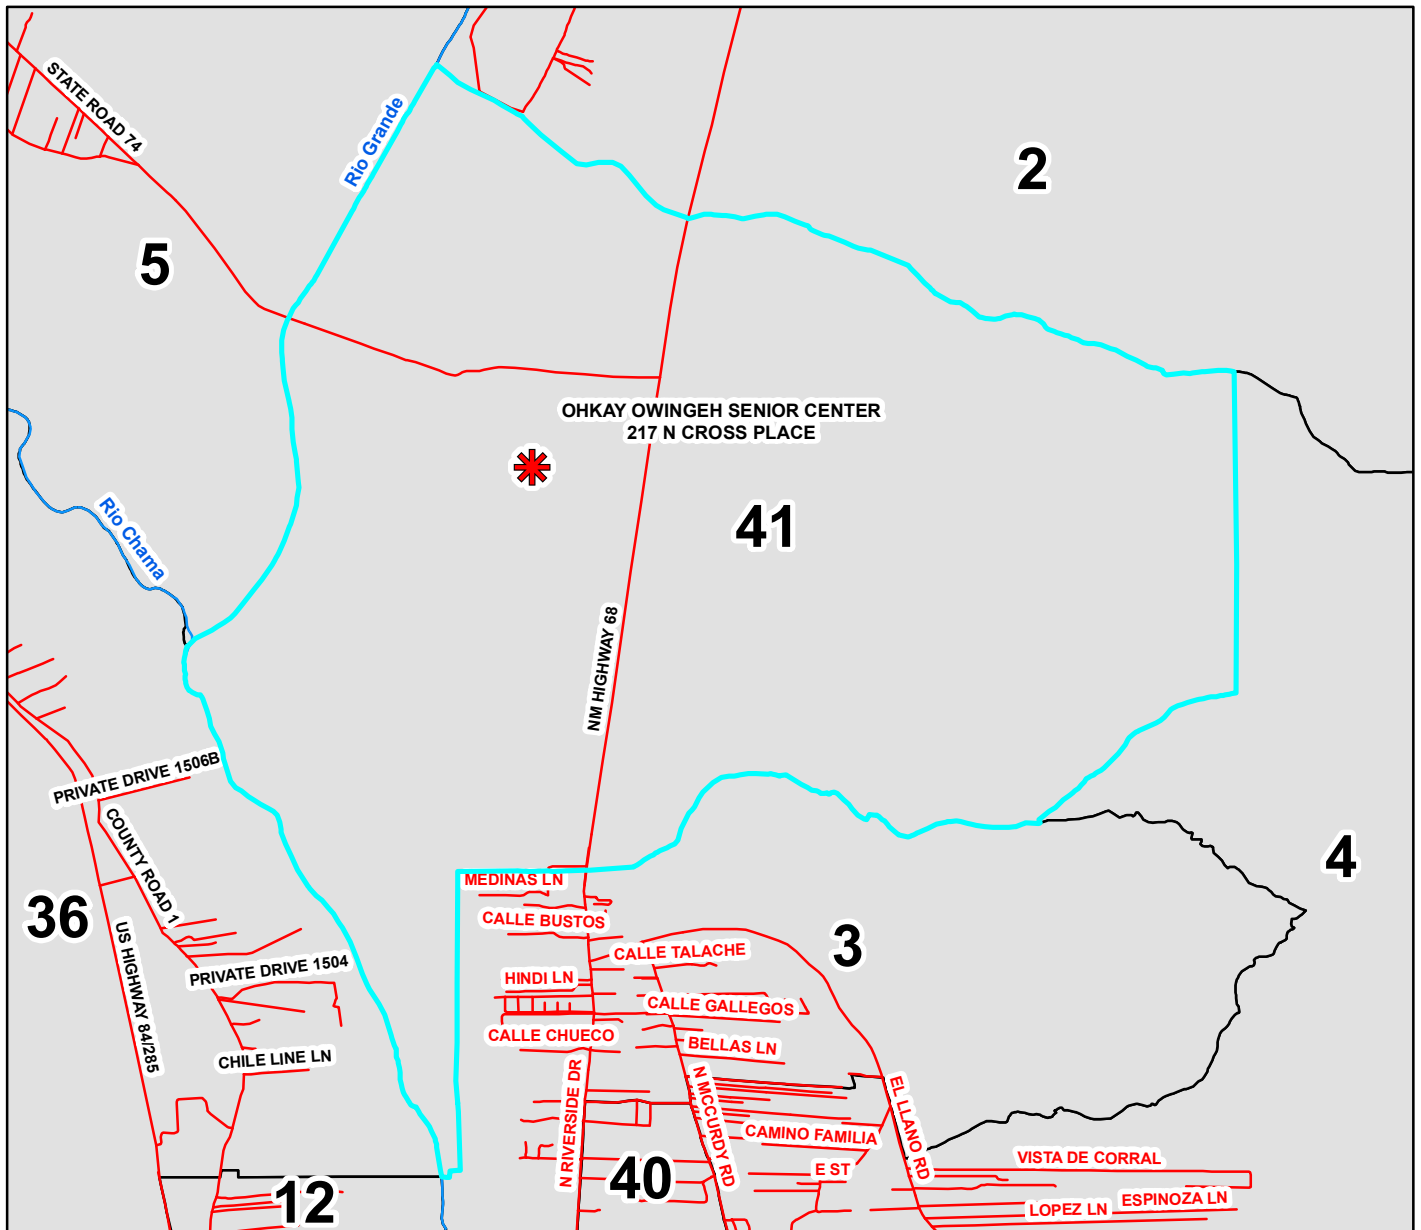 STATE ROAD 74
Rio Grande
2
5
OHKAY OWINGEH SENIOR CENTER
217 N CROSS PLACE
41
Rio Chama
NM HIGHWAY 68
PRIVATE DRIVE 1506B
COUNTY ROAD 1
4
MEDINAS LN
36
CALLE BUSTOS
US HIGHWAY 84/285
3
CALLE TALACHE
PRIVATE DRIVE 1504
HINDI LN
CALLE GALLEGOS
CALLE CHUECO
BELLAS LN
CHILE LINE LN
N RIVERSIDE DR
N MCCURDY RD
EL LLANO RD
CAMINO FAMILIA
VISTA DE CORRAL
E ST
40
12
ESPINOZA LN
LOPEZ LN